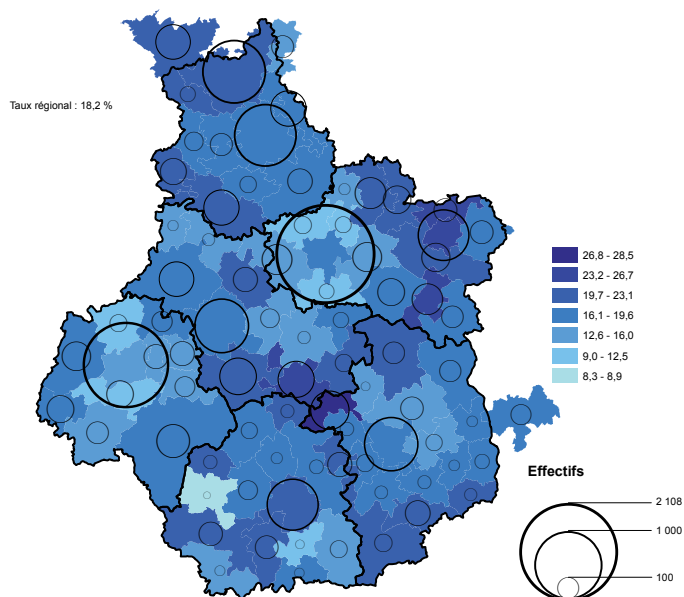 Taux régional : 18,2 %
26,8 - 28,5
23,2 - 26,7
19,7 - 23,1
16,1 - 19,6
12,6 - 16,0
9,0 - 12,5
8,3 - 8,9
Effectifs
2 108
1 000
100